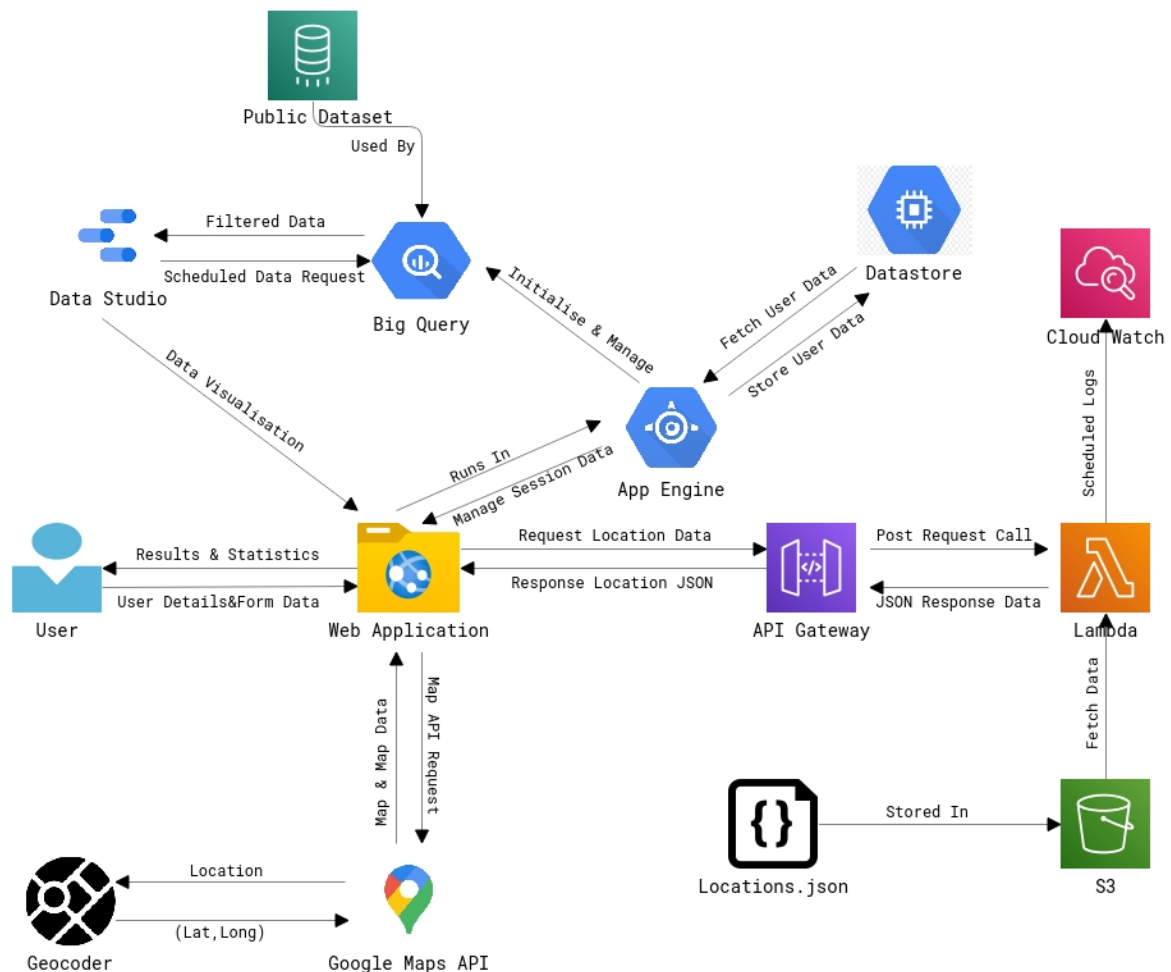 Public Dataset
Used By
Filtered Data
Scheduled Data Request
Data Studio
Big Query
Initialise & Manage
Fetch User Data
Store User Data
Datastore
Cloud Watch
Scheduled Logs
Data Visualisation
Runs In
Manage Session Data
App Engine
Results & Statistics
User Details&Form Data
User
Web Application
Request Location Data
Response Location JSON
API Gateway
</>
Post Request Call
JSON Response Data
Lambda
Fetch Data
Map & Map Data
Map API Request
{}
Stored In
Locations.json
S3
Location
(Lat,Long)
Geocoder
Google Maps API